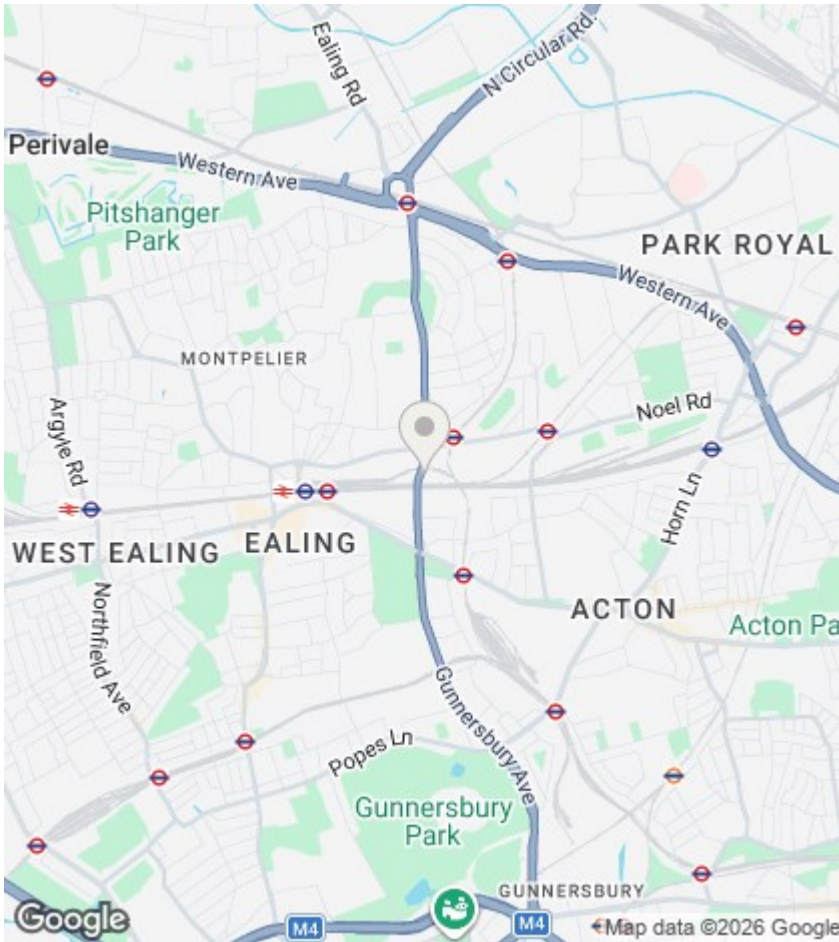 Ealing Rd
N Circular Rd.
Perivale
Western Ave
Pitshanger
Park
PARK ROYAL
Western Ave
MONTPELIER
Argyle Rd
Noel Rd
Horn Ln
WEST EALING
EALING
ACTON
Acton Pa
Northfield Ave
Gunnersbury Ave
Popes Ln
Gunnersbury
Park
GUNNERSBURY
Google
M4
M4
Map data ©2026 Google